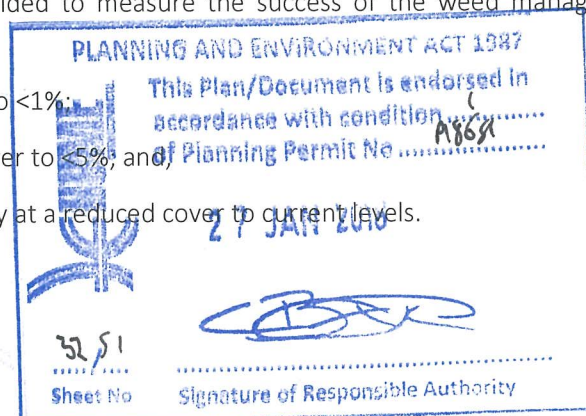 ded to measure the success of the weed manag
PLANNING AND ENVIRONMENT ACT 1987
This Plan/Document is endorsed in
o <1%;
accordance with condition
er to <5%; and,
of Planning Permit No
y at a reduced cover to current levels.
27 JAN
Sheet No
Signature of Responsible Authority